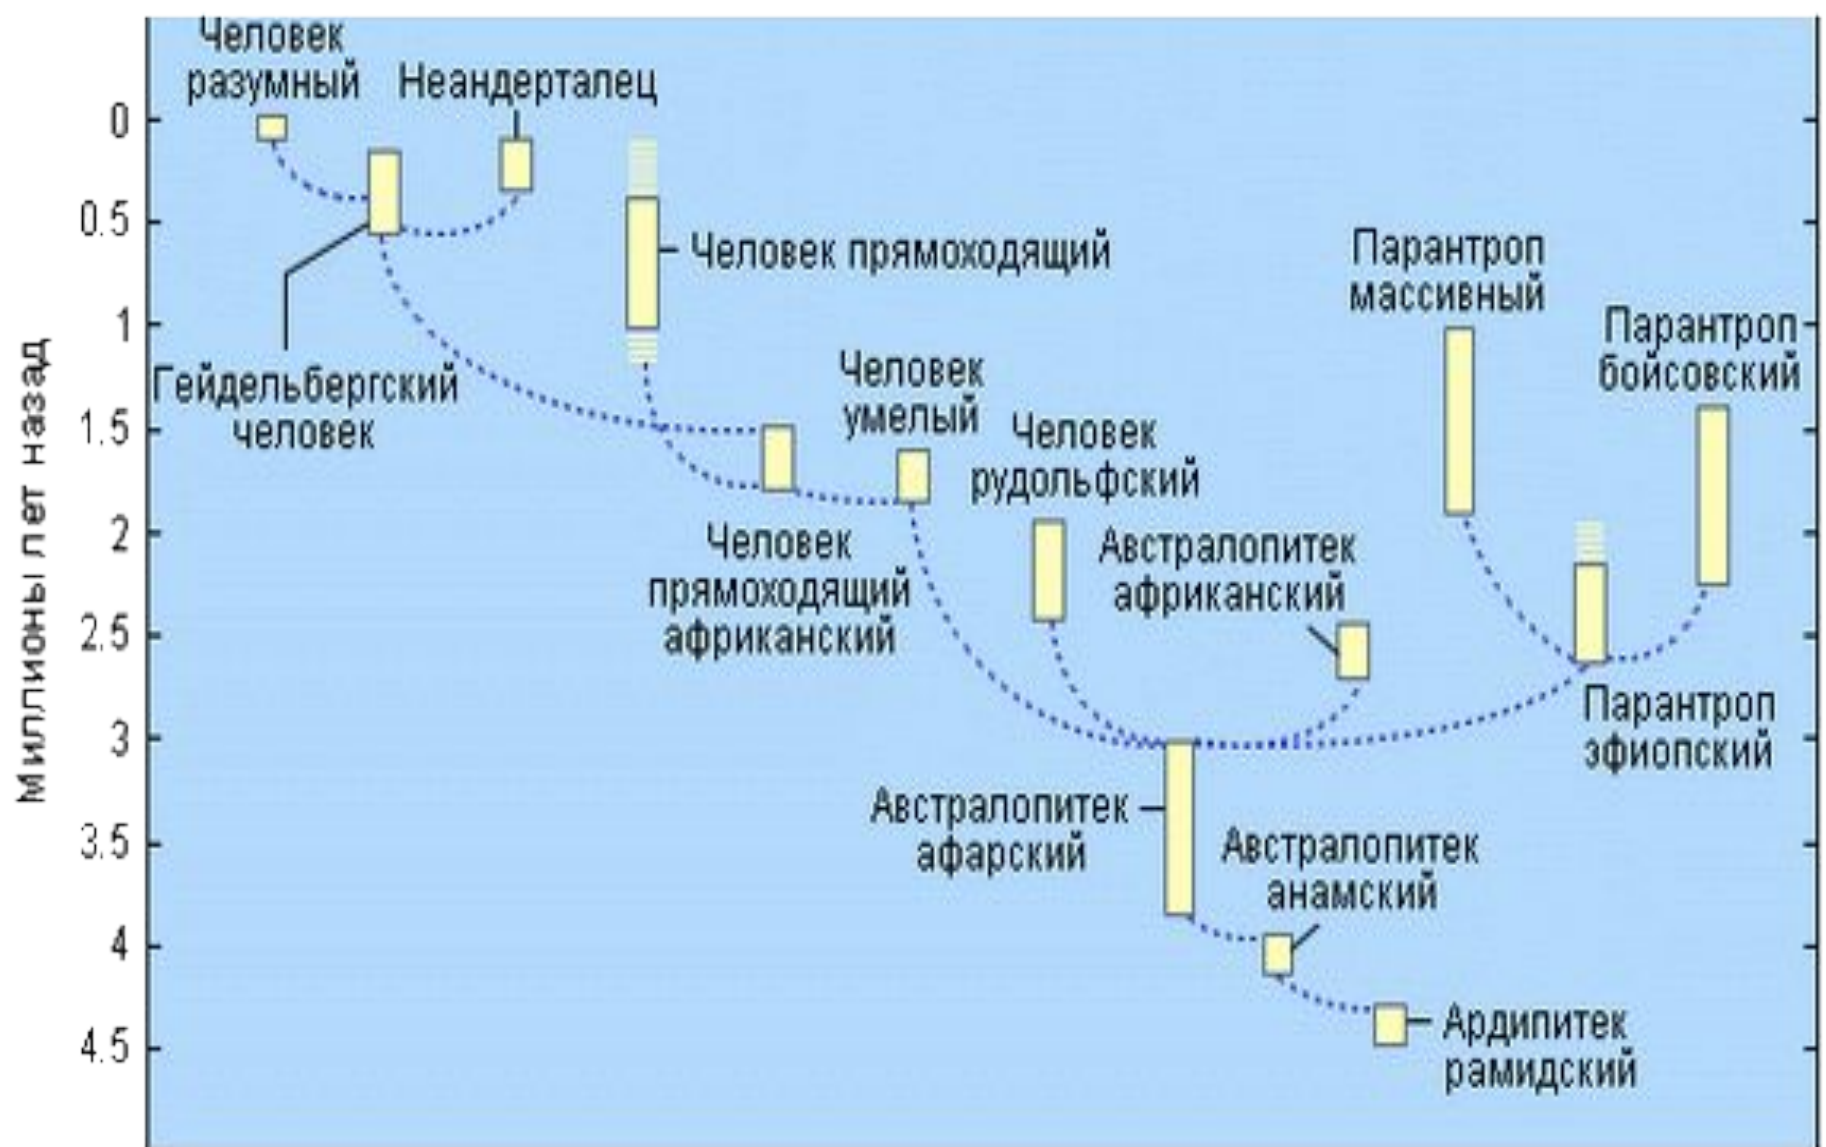 Человек
разумный
Неандерталец
0
0.5
Человек прямоходящий
Парантроп
массивный
1
Парантроп
бойсовский
Гейдельбергский
человек
Человек
умелый
1.5
Человек
рудольфский
2
Человек
прямоходящий
африканский
Австралопитек
африканский
2.5
Парантроп
эфиопский
3
Австралопитек
афарский
3.5
Австралопитек
анамский
4
Ардипитек
рамидский
4.5
Миллионы лет назад